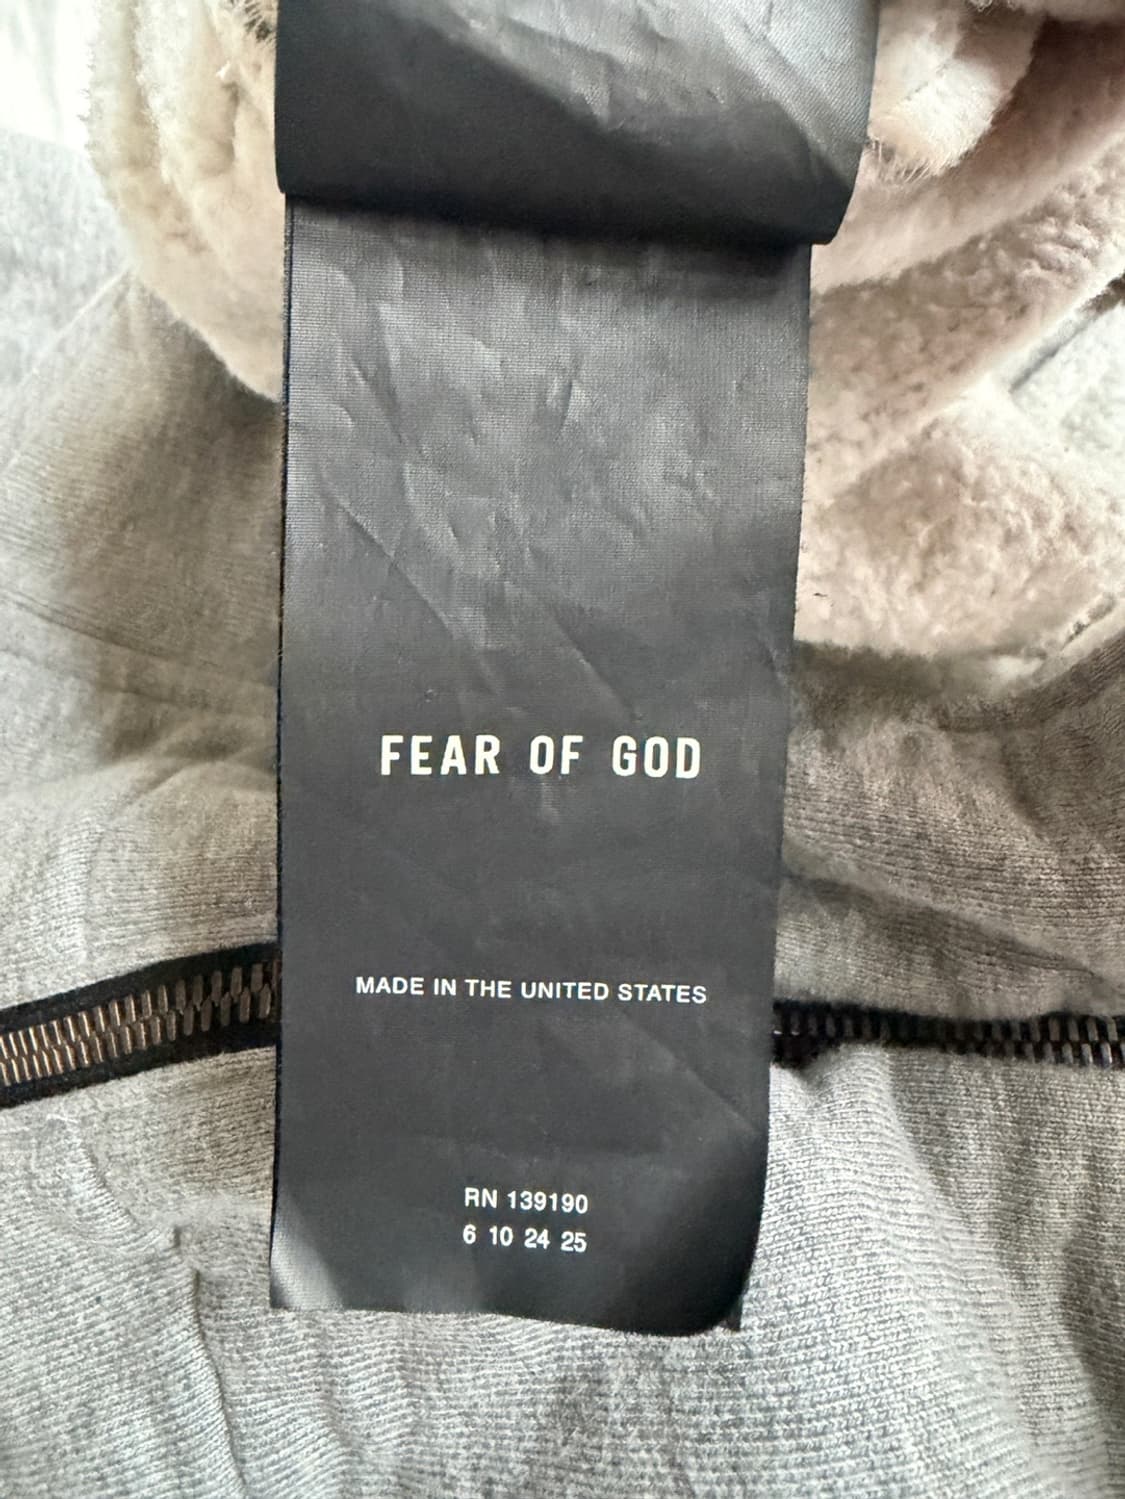 FEAR OF GOD
MADE IN THE UNITED STATES
RN 139190
6 10 24 25